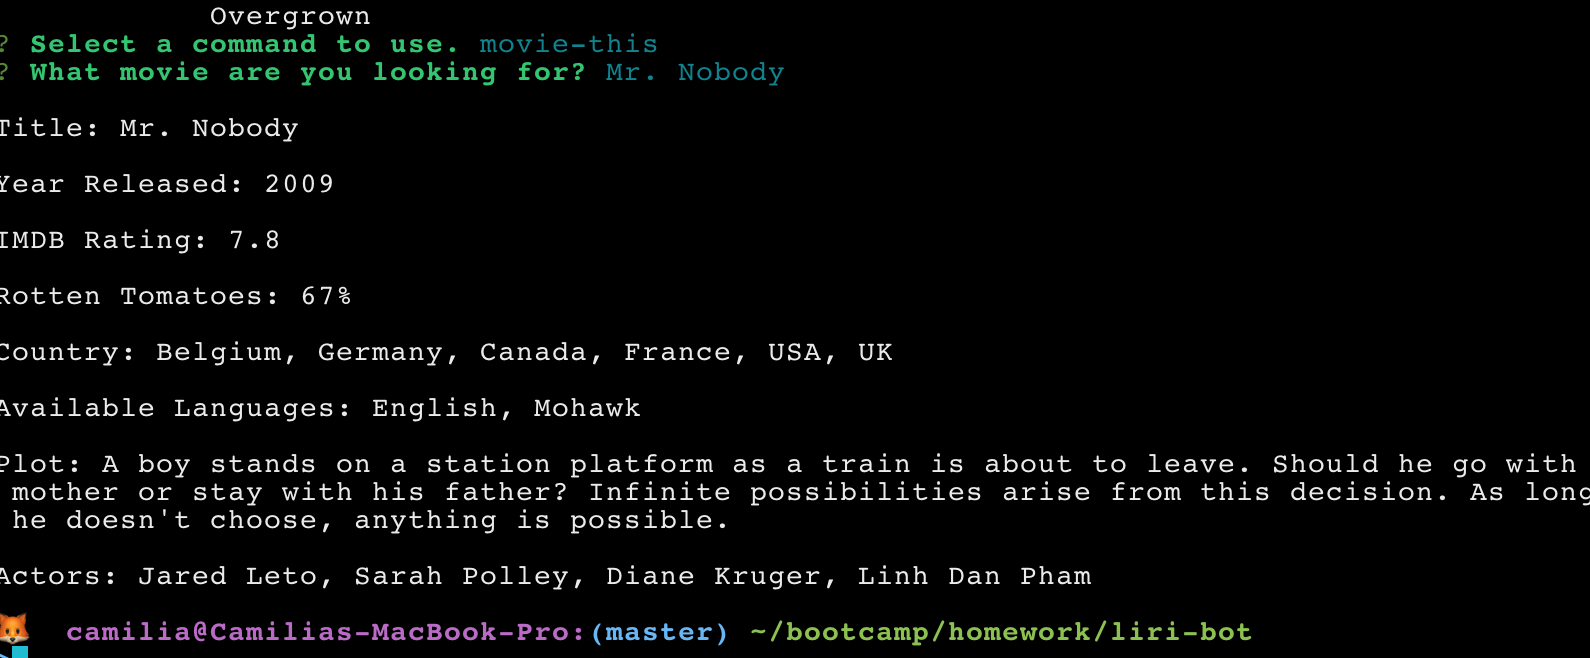 Overgrown
? Select a command to use. movie-this
? What movie are you looking for? Mr. Nobody
Title: Mr. Nobody
Year Released: 2009
IMDB Rating: 7.8
Rotten Tomatoes: 67%
Country: Belgium, Germany, Canada, France, USA, UK
Available Languages: English, Mohawk
Plot: A boy stands on a station platform as a train is about to leave. Should he go with
mother or stay with his father? Infinite possibilities arise from this decision. As long
he doesn't choose, anything is possible.
Actors: Jared Leto, Sarah Polley, Diane Kruger, Linh Dan Pham
camilia@Camilias-MacBook-Pro:(master) ~/bootcamp/homework/liri-bot